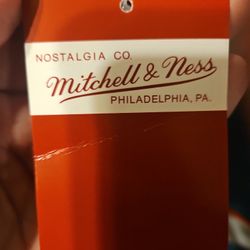 NOSTALGIA CO.
Mitchell & Ness
PHILADELPHIA, PA.